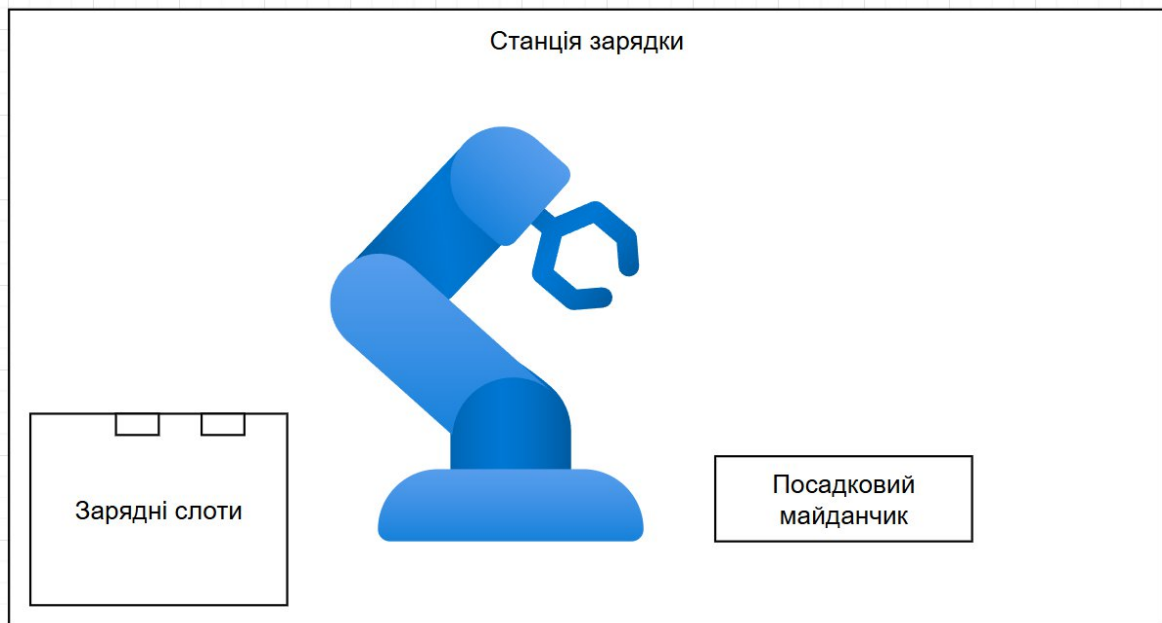 Станція зарядки
Зарядні слоти
Посадковий
майданчик